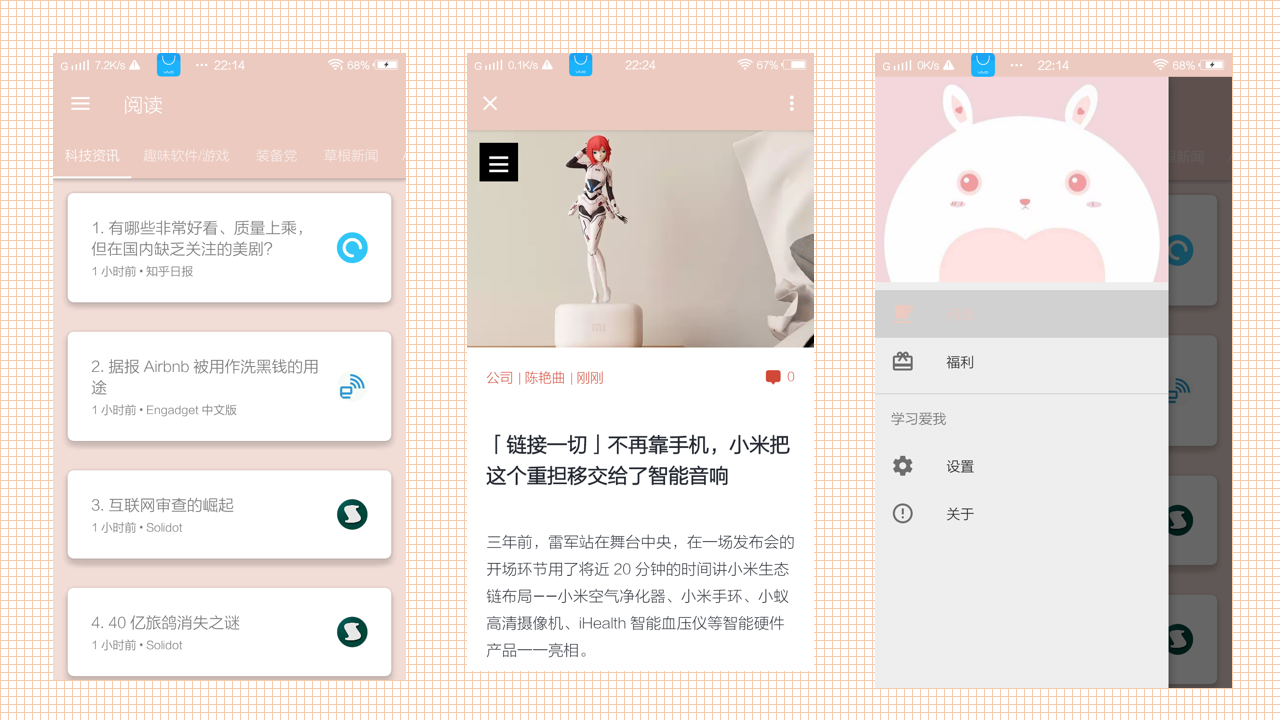 G 7.2K/s ··· 22:14 68%
阅读
科技资讯 趣味软件/游戏 装备党 草根新闻
1. 有哪些非常好看、质量上乘，
但在国内缺乏关注的美剧？
1 小时前 • 知乎日报
2. 据报 Airbnb 被用作洗黑钱的用
途
1 小时前 • Engadget 中文版
3. 互联网审查的崛起
1 小时前 • Solidot
4. 40 亿旅鸽消失之谜
1 小时前 • Solidot
G 0.1K/s vivo 22:24 67%
MI
公司 | 陈艳曲 | 刚刚 0
「 链接一切 」不再靠手机，小米把
这个重担移交给了智能音响
三年前，雷军站在舞台中央，在一场发布会的
开场环节用了将近 20 分钟的时间讲小米生态
链布局——小米空气净化器、小米手环、小蚁
高清摄像机、iHealth 智能血压仪等智能硬件
产品一一亮相。
G 0K/s vivo ··· 22:14 68%
新闻
福利
学习爱我
设置
关于